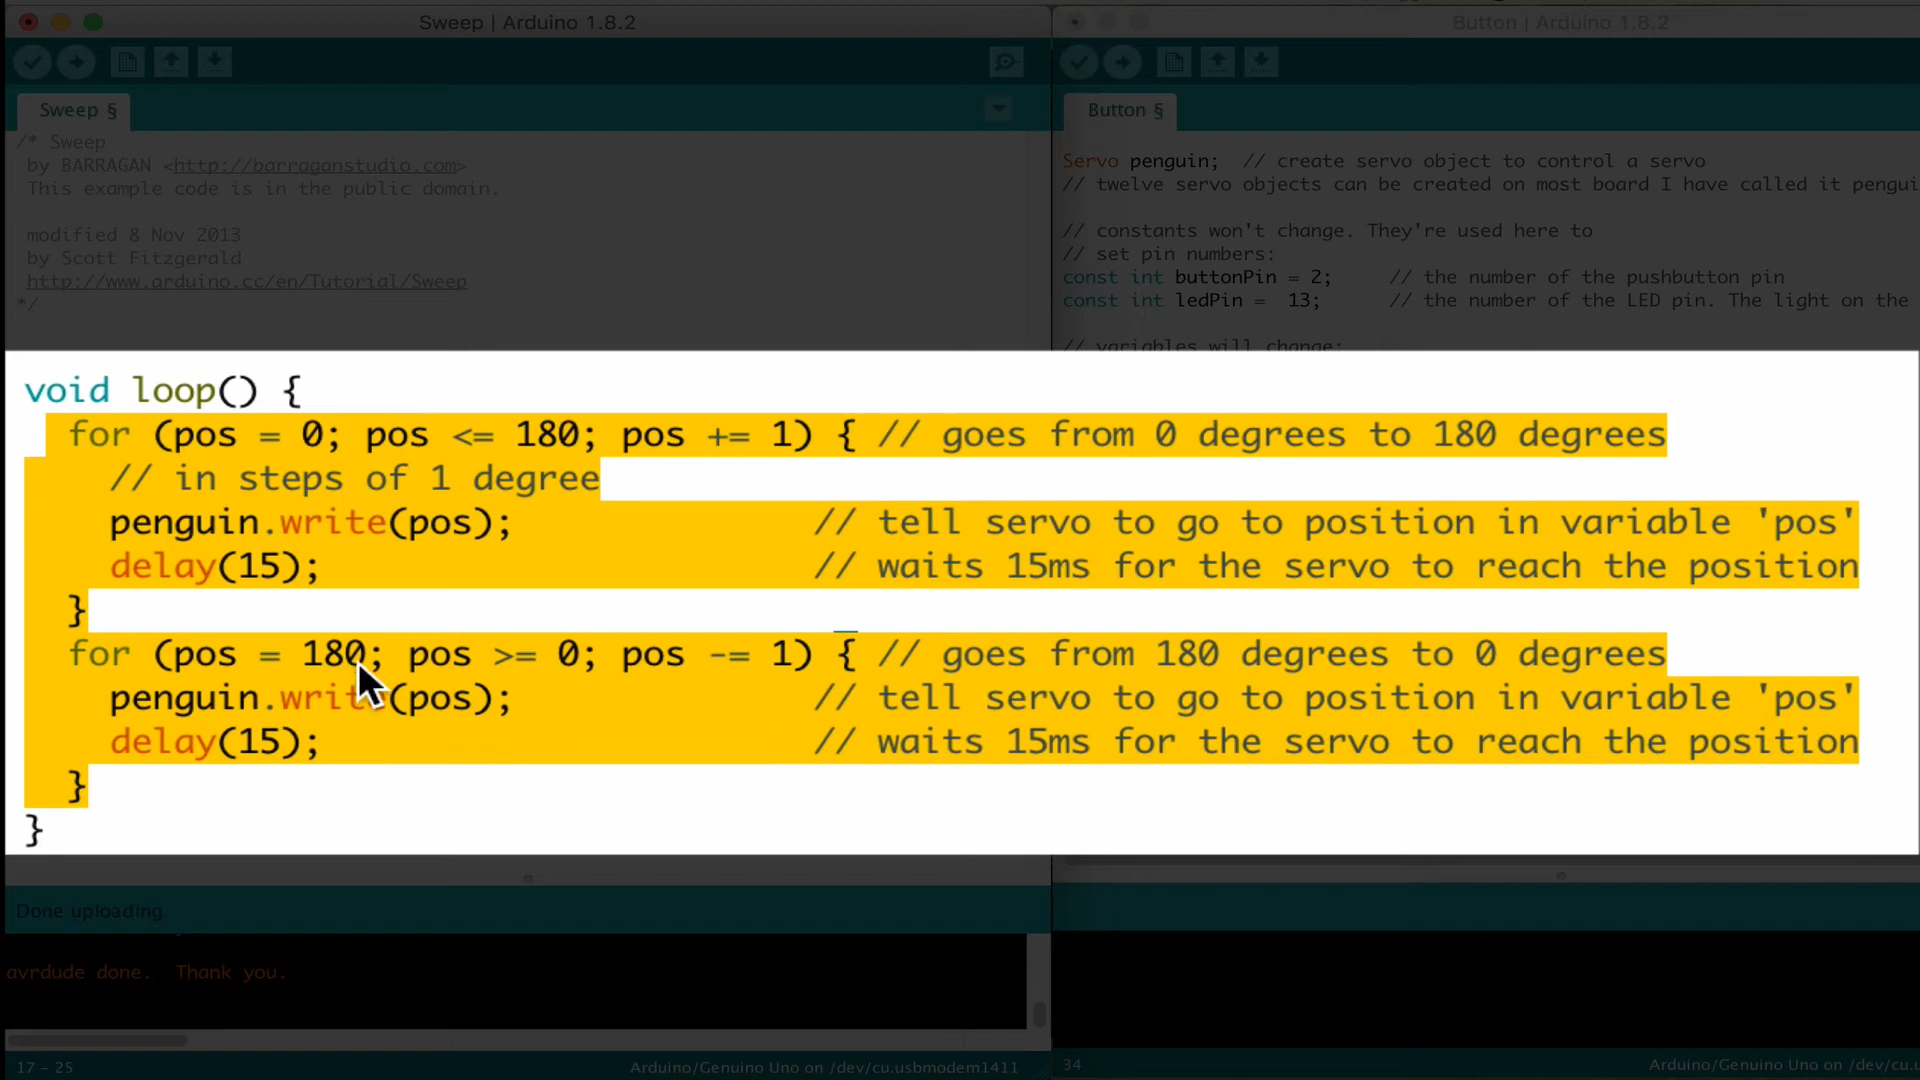 Sweep | Arduino 1.8.2
Sweep §
/* Sweep
by BARRAGAN <http://barraganstudio.com>
This example code is in the public domain.
modified 8 Nov 2013
by Scott Fitzgerald
http://www.arduino.cc/en/Tutorial/Sweep
*/
Button | Arduino 1.8.2
Button §
Servo penguin;  // create servo object to control a servo
// twelve servo objects can be created on most board I have called it pengui
// constants won't change. They're used here to
// set pin numbers:
const int buttonPin = 2;     // the number of the pushbutton pin
const int ledPin =  13;      // the number of the LED pin. The light on the
// variables will change:
void loop() {
for (pos = 0; pos <= 180; pos += 1) { // goes from 0 degrees to 180 degrees
// in steps of 1 degree
penguin.write(pos);              // tell servo to go to position in variable 'pos'
delay(15);                       // waits 15ms for the servo to reach the position
}
for (pos = 180; pos >= 0; pos -= 1) { // goes from 180 degrees to 0 degrees
penguin.write(pos);              // tell servo to go to position in variable 'pos'
delay(15);                       // waits 15ms for the servo to reach the position
}
}
Done uploading.
avrdude done.  Thank you.
17 - 25
Arduino/Genuino Uno on /dev/cu.usbmodem1411
34
Arduino/Genuino Uno on /dev/cu.u